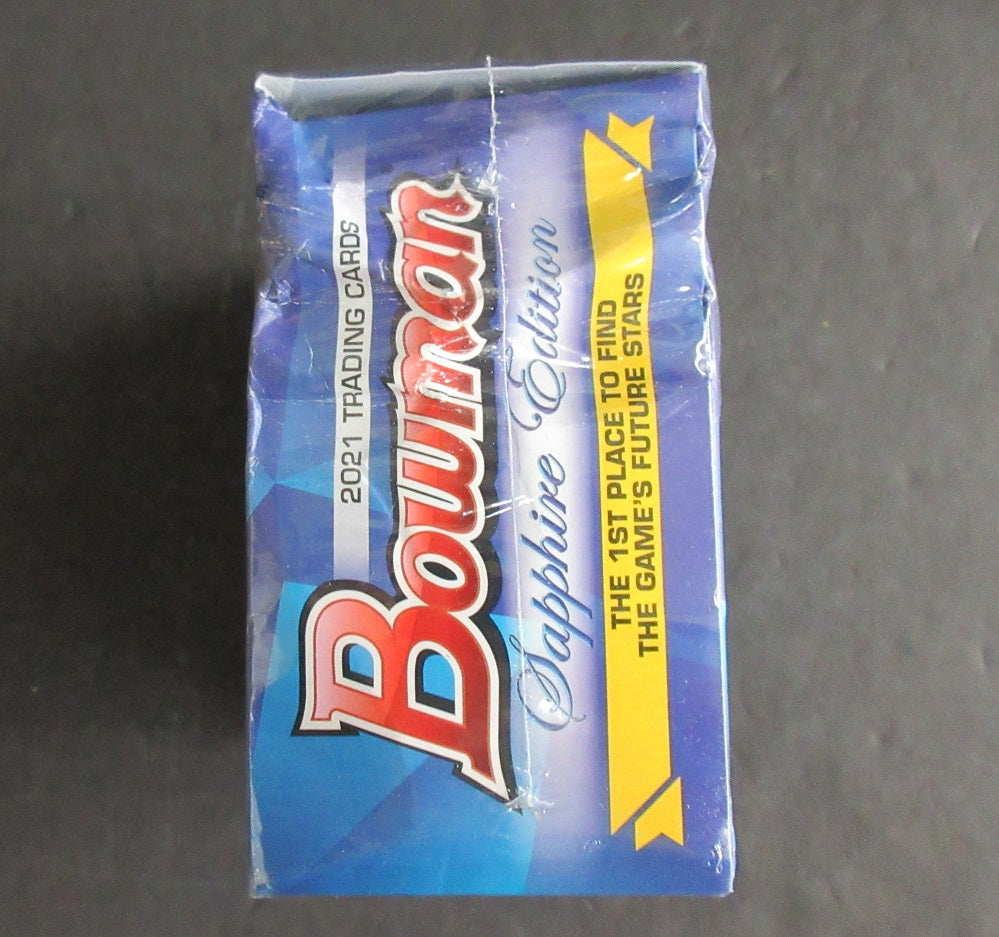 2021 TRADING CARDS
Bowman
Sapphire Edition
THE 1ST PLACE TO FIND
THE GAME'S FUTURE STARS